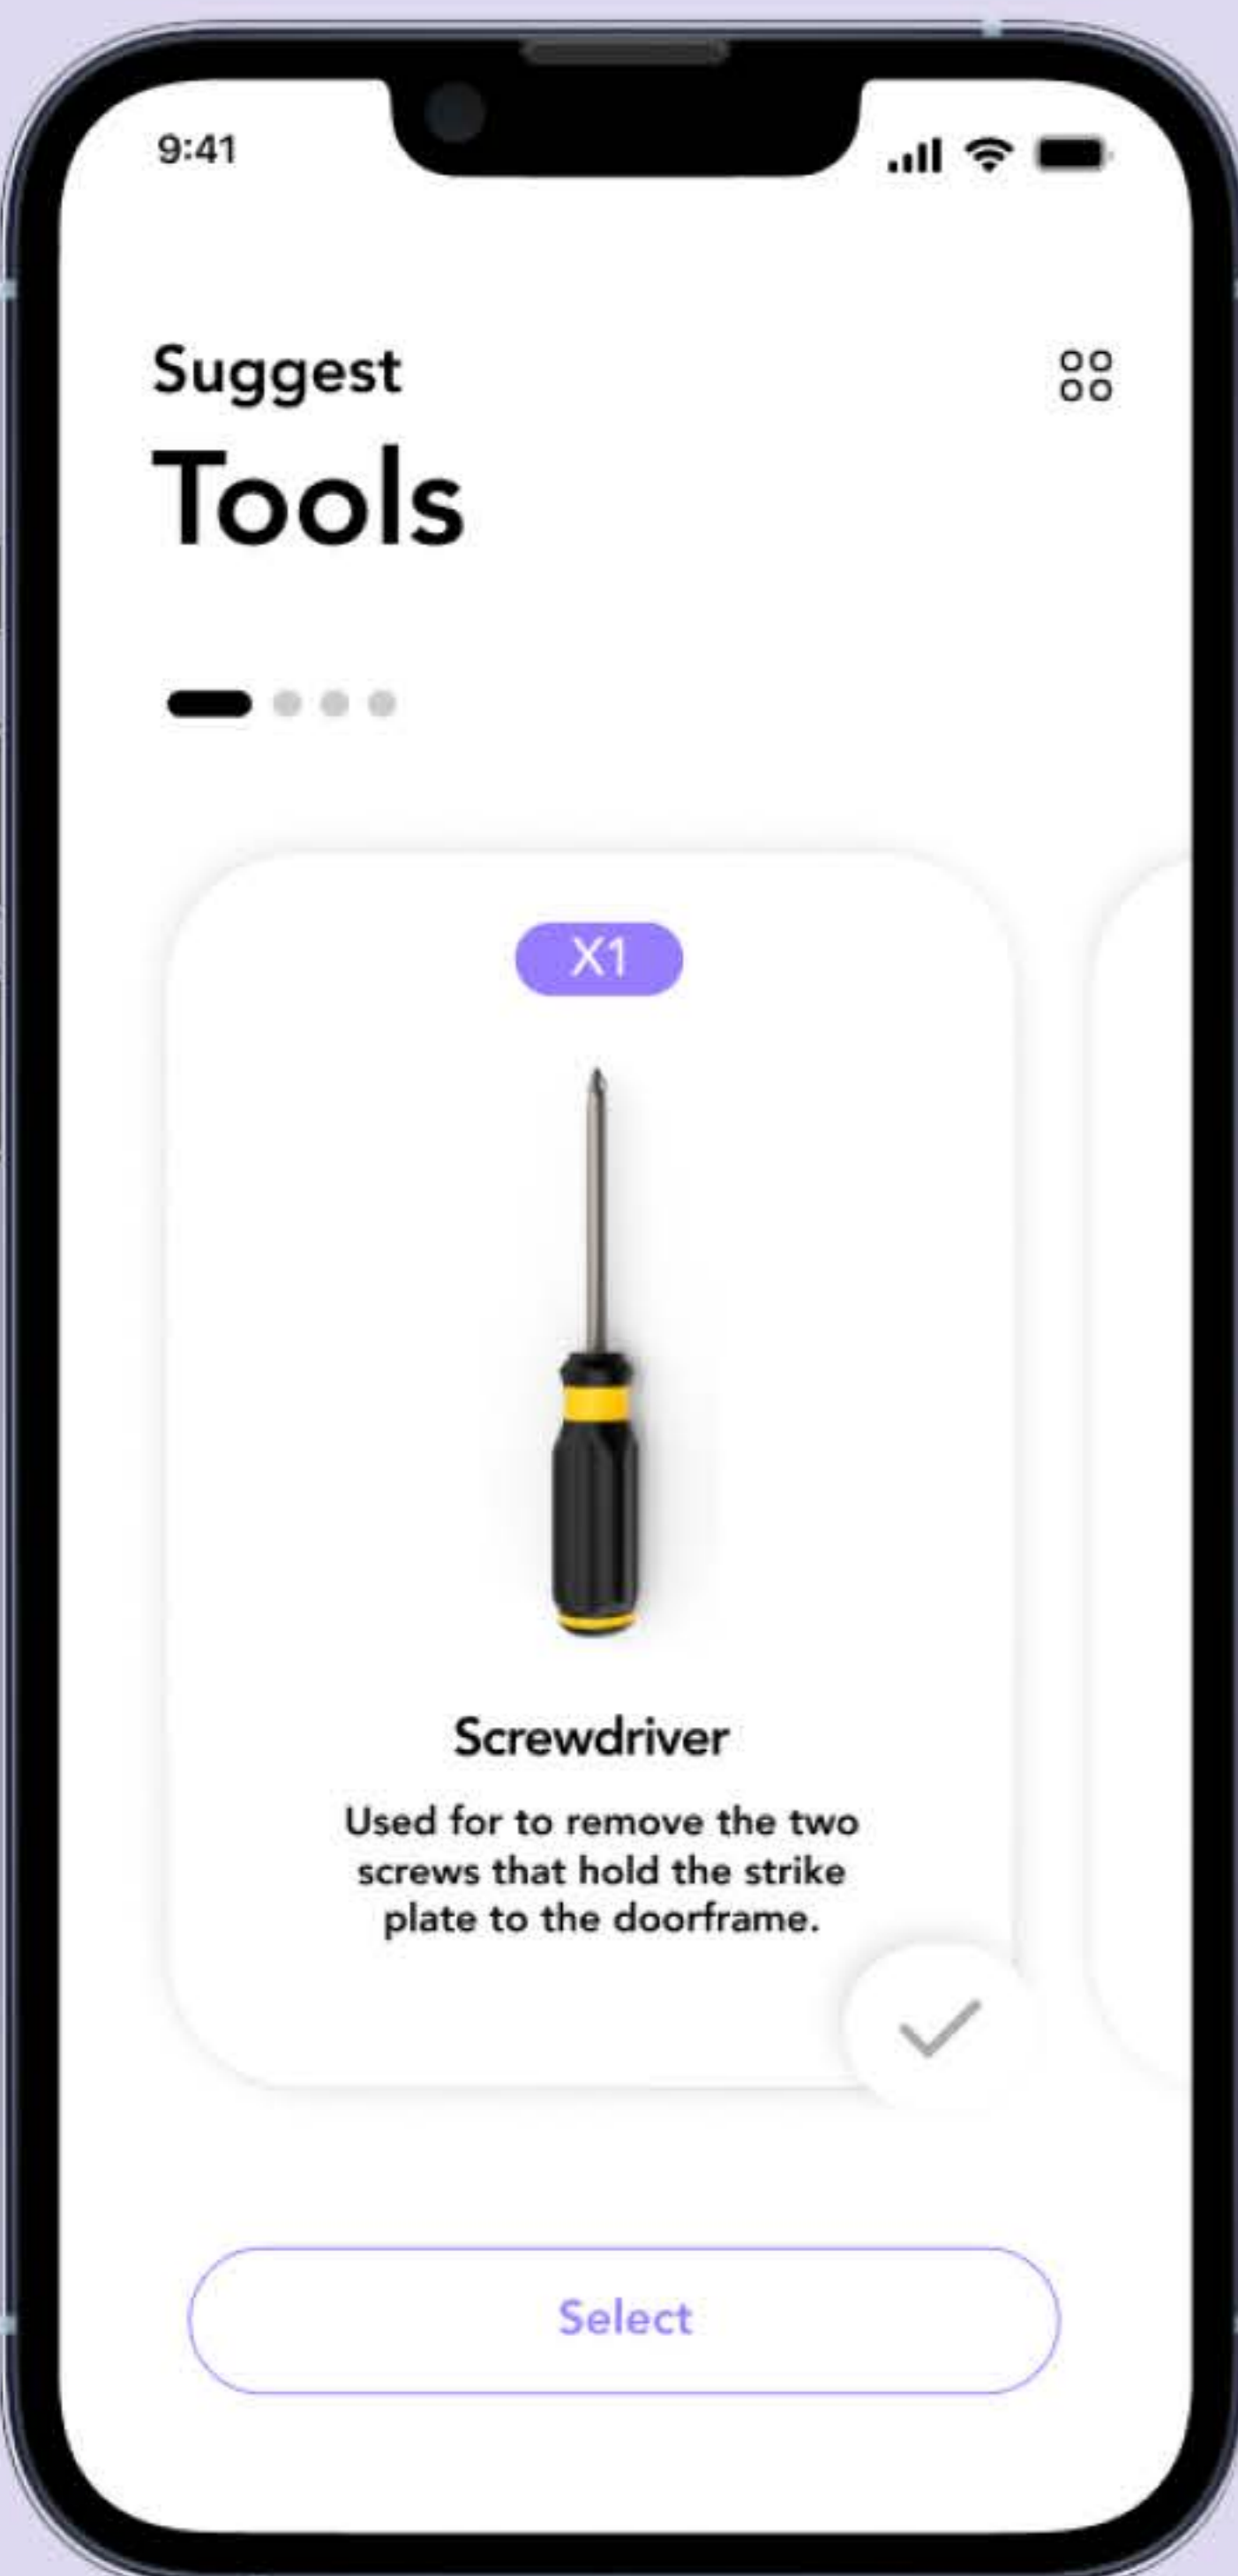 9:41
Suggest
Tools
X1
Screwdriver
Used for to remove the two
screws that hold the strike
plate to the doorframe.
Select